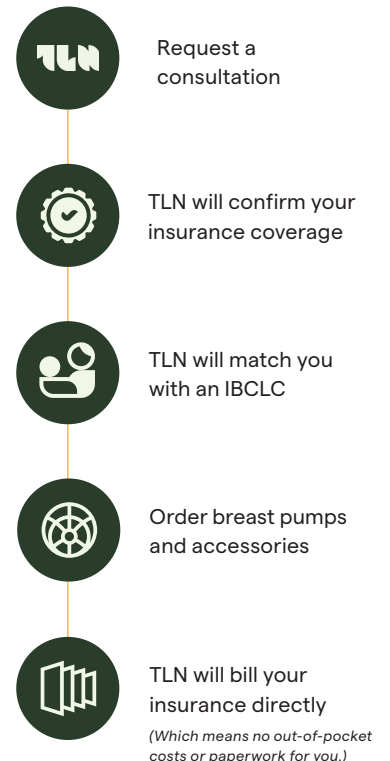 TLN
Request a
consultation
TLN will confirm your
insurance coverage
TLN will match you
with an IBCLC
Order breast pumps
and accessories
TLN will bill your
insurance directly
(Which means no out-of-pocket
costs or paperwork for you.)